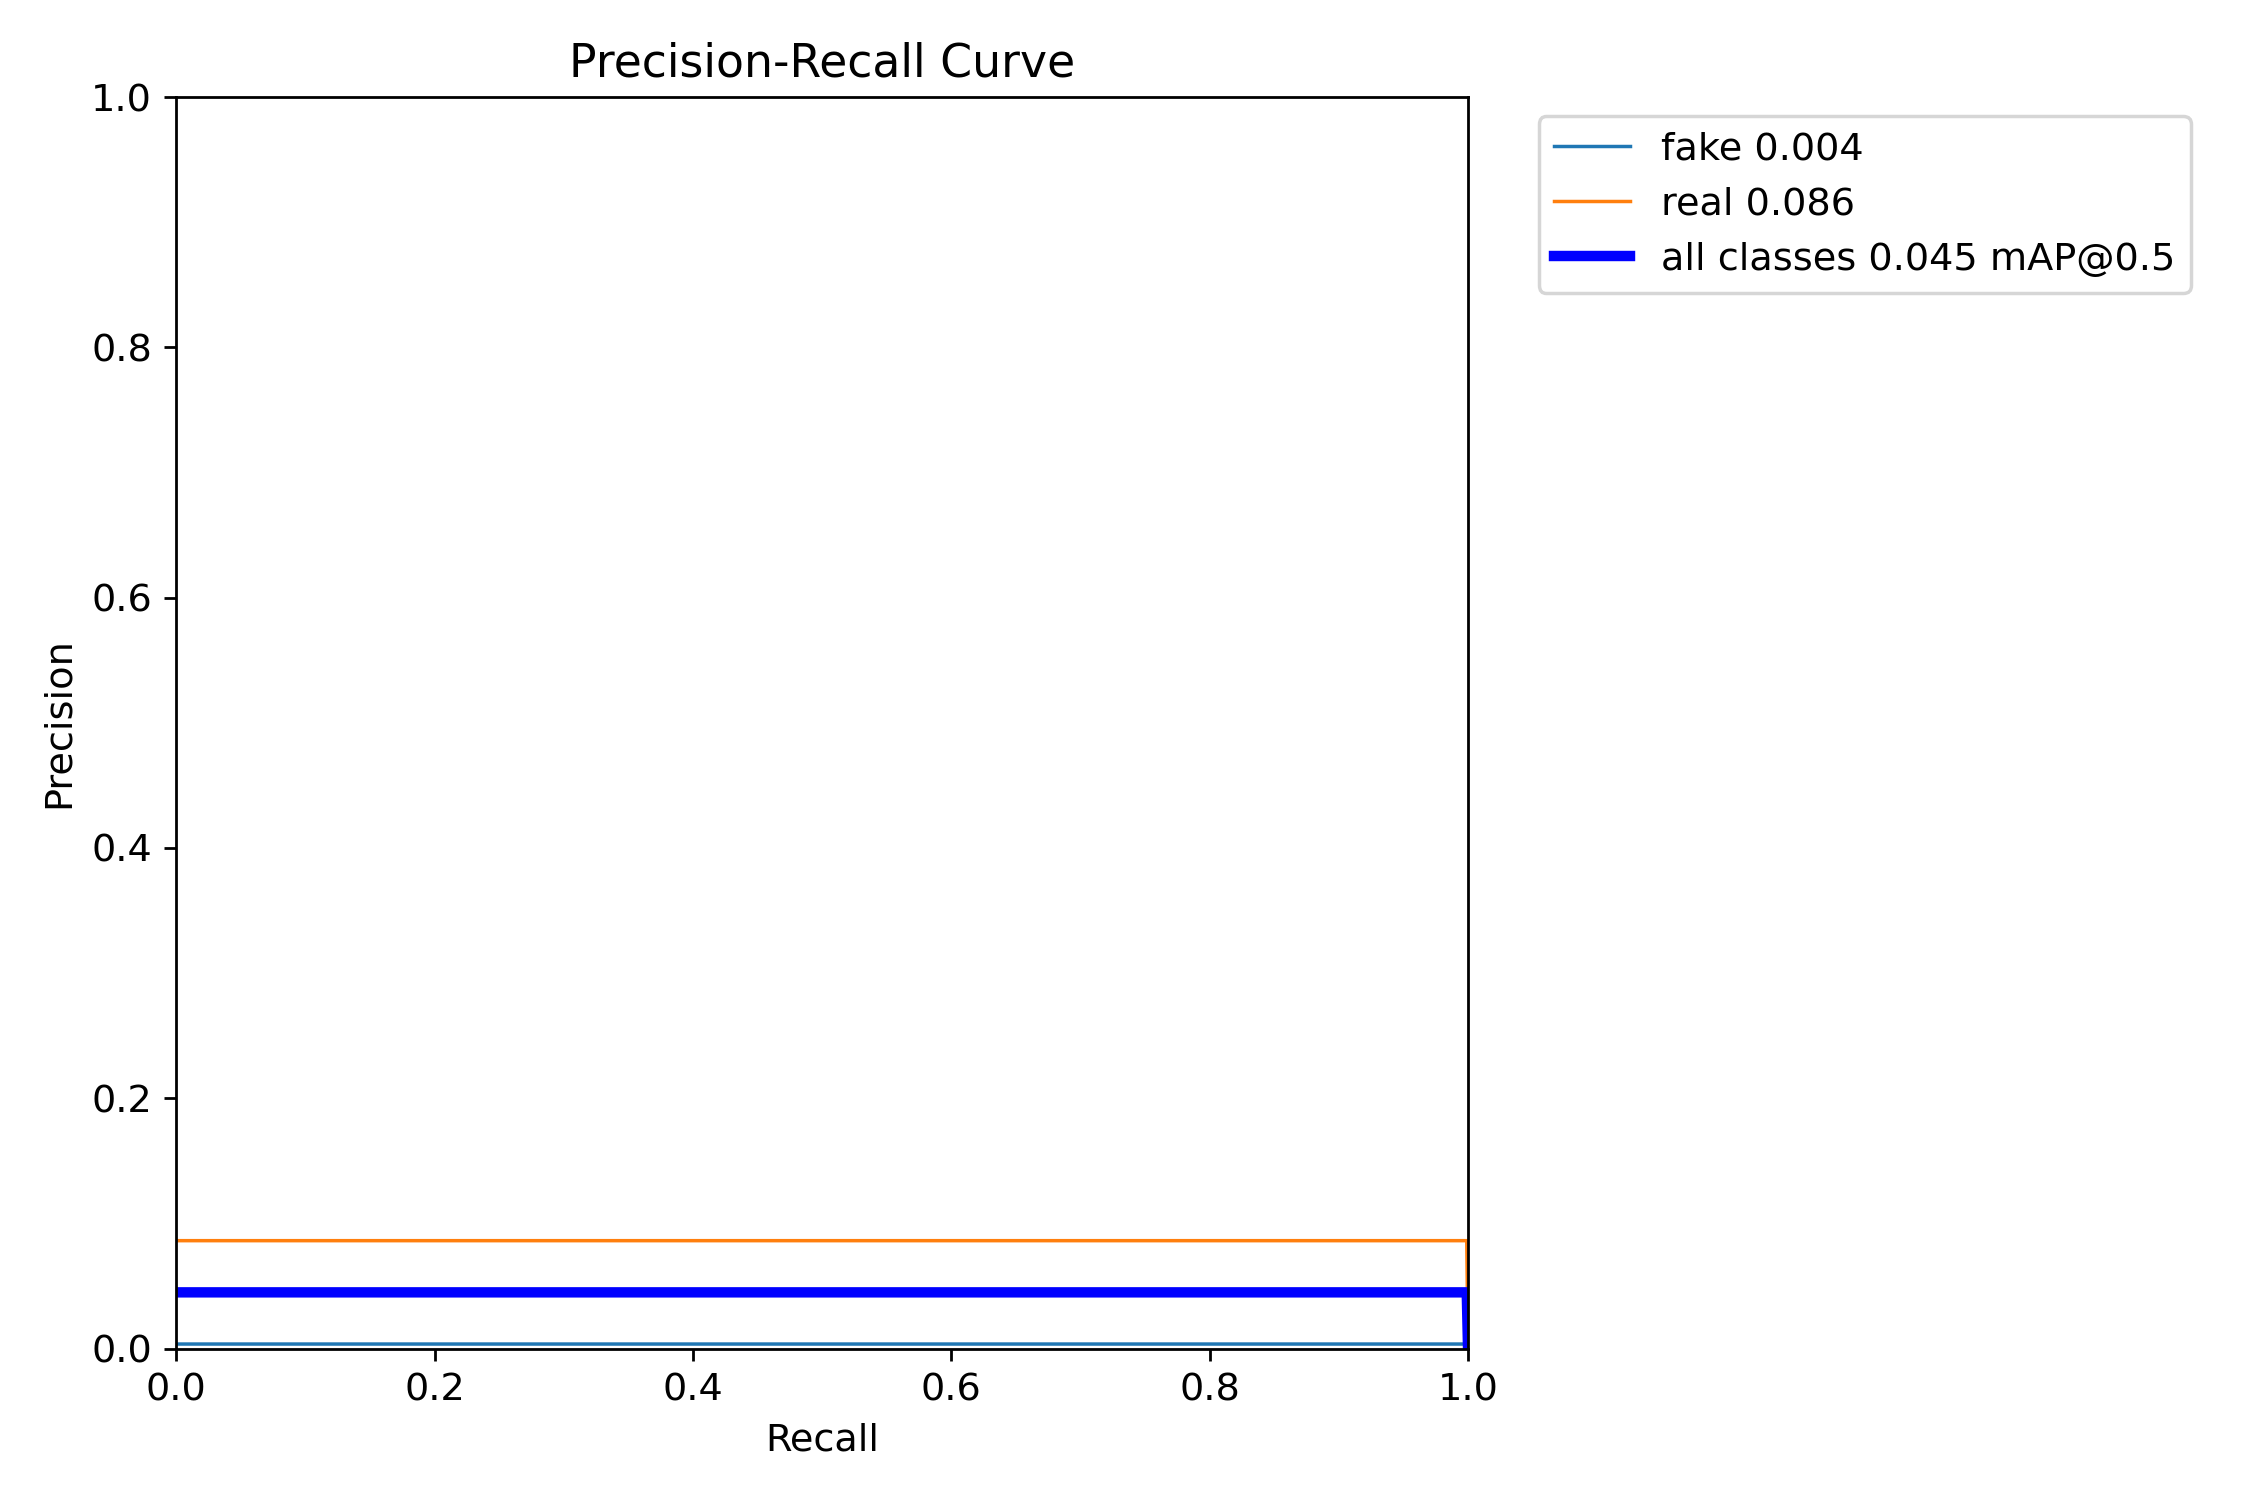 Precision-Recall Curve
1.0
0.8
0.6
0.4
0.2
0.0
Precision
0.0 0.2 0.4 0.6 0.8 1.0
Recall
fake 0.004
real 0.086
all classes 0.045 mAP@0.5